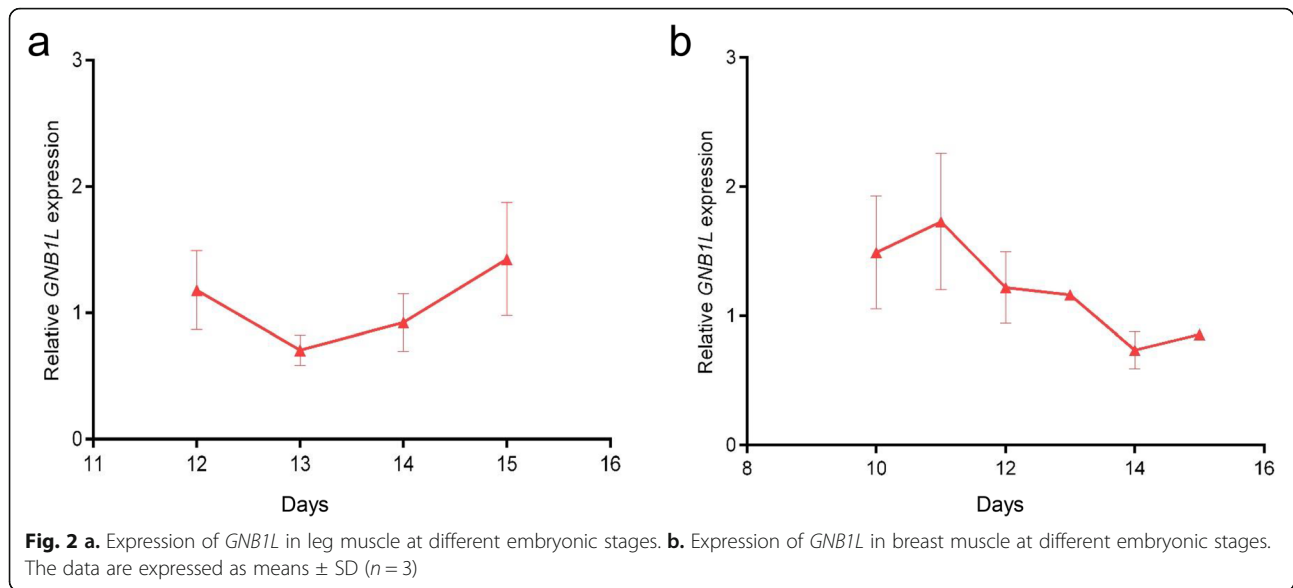 a
3
2
1
0
Relative GNB1L expression
11 12 13 14 15 16
Days
b
3
2
1
0
Relative GNB1L expression
8 10 12 14 16
Days
Fig. 2 a. Expression of GNB1L in leg muscle at different embryonic stages. b. Expression of GNB1L in breast muscle at different embryonic stages.
The data are expressed as means ± SD (n = 3)